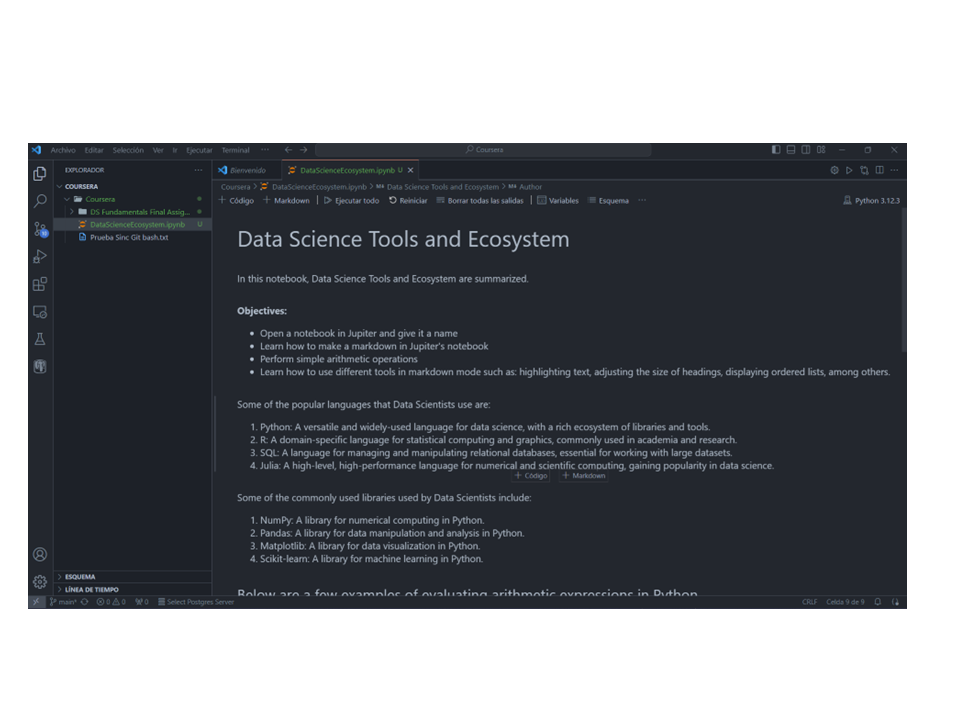 Archivo Editar Selección Ver Ir Ejecutar Terminal ··· Coursera
EXPLORADOR ···
COURSERA
Coursera
DS Fundamentals Final Assig...
DataScienceEcosystem.ipynb U
Prueba Sinc Git bash.txt
ESQUEMA
LÍNEA DE TIEMPO
Bienvenido DataScienceEcosystem.ipynb U
Coursera > DataScienceEcosystem.ipynb > M↓ Data Science Tools and Ecosystem > M↓ Author
+ Código + Markdown Ejecutar todo Reiniciar Borrar todas las salidas Variables Esquema ··· Python 3.12.3
Data Science Tools and Ecosystem
In this notebook, Data Science Tools and Ecosystem are summarized.
Objectives:
• Open a notebook in Jupiter and give it a name
• Learn how to make a markdown in Jupiter's notebook
• Perform simple arithmetic operations
• Learn how to use different tools in markdown mode such as: highlighting text, adjusting the size of headings, displaying ordered lists, among others.
Some of the popular languages that Data Scientists use are:
1. Python: A versatile and widely-used language for data science, with a rich ecosystem of libraries and tools.
2. R: A domain-specific language for statistical computing and graphics, commonly used in academia and research.
3. SQL: A language for managing and manipulating relational databases, essential for working with large datasets.
4. Julia: A high-level, high-performance language for numerical and scientific computing, gaining popularity in data science.
+ Código + Markdown
Some of the commonly used libraries used by Data Scientists include:
1. NumPy: A library for numerical computing in Python.
2. Pandas: A library for data manipulation and analysis in Python.
3. Matplotlib: A library for data visualization in Python.
4. Scikit-learn: A library for machine learning in Python.
Below are a few examples of evaluating arithmetic expressions in Python
main* 0 0 0 Select Postgres Server CRLF Celda 9 de 9